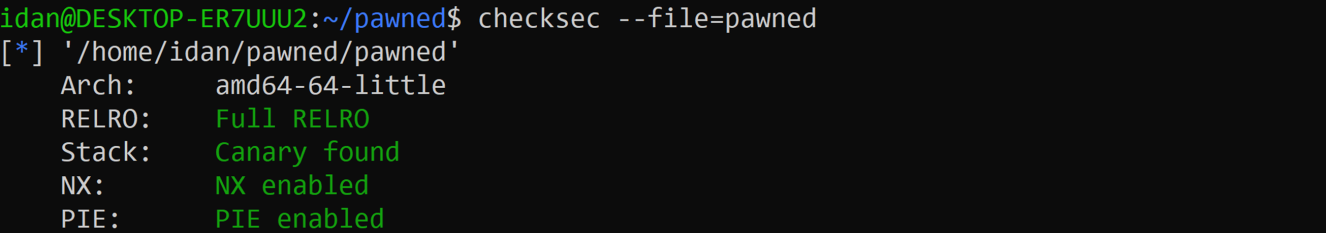 idan@DESKTOP-ER7UUU2:~/pawned$ checksec --file=pawned
[*] '/home/idan/pawned/pawned'
    Arch:     amd64-64-little
    RELRO:    Full RELRO
    Stack:    Canary found
    NX:       NX enabled
    PIE:      PIE enabled